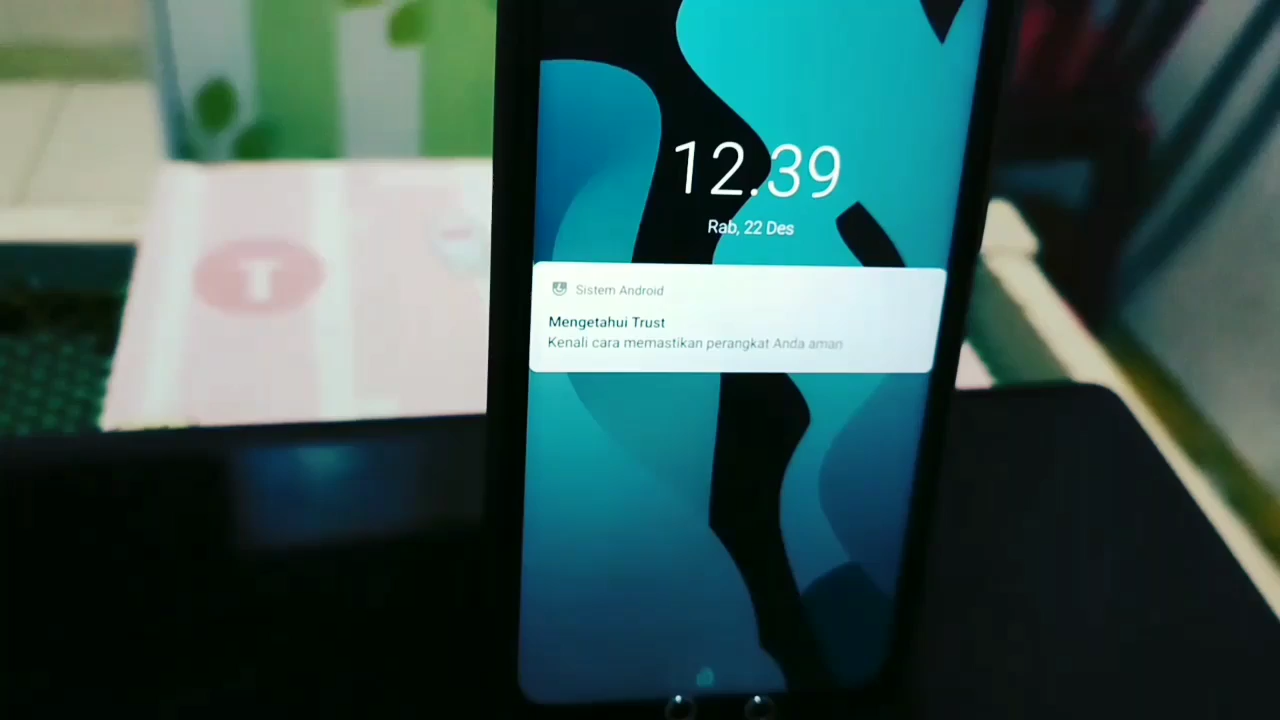 12.39
Rab, 22 Des
Sistem Android
Mengetahui Trust
Kenali cara memastikan perangkat Anda aman
T